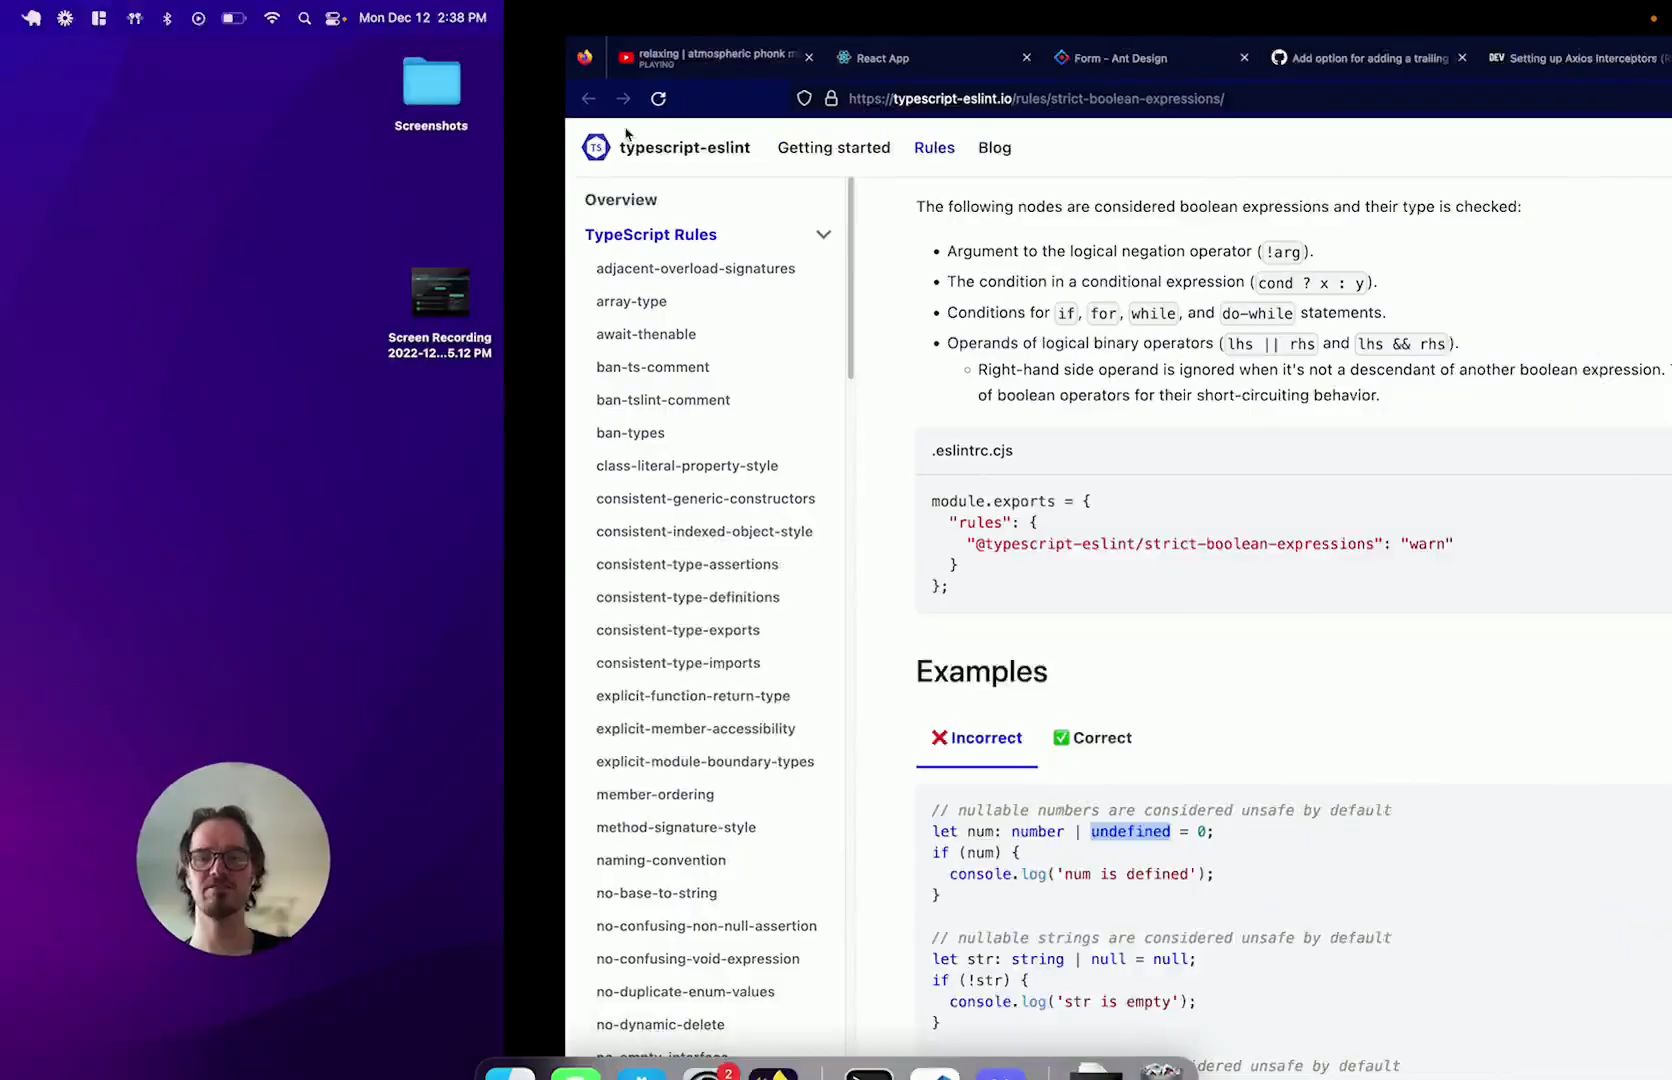 Mon Dec 12 2:38 PM
Screenshots
Screen Recording
2022-12...5.12 PM
relaxing | atmospheric phonk m
PLAYING
React App
Form - Ant Design
Add option for adding a trailing
DEV Setting up Axios Interceptors (R
https://typescript-eslint.io/rules/strict-boolean-expressions/
TS typescript-eslint Getting started Rules Blog
Overview
TypeScript Rules
adjacent-overload-signatures
array-type
await-thenable
ban-ts-comment
ban-tslint-comment
ban-types
class-literal-property-style
consistent-generic-constructors
consistent-indexed-object-style
consistent-type-assertions
consistent-type-definitions
consistent-type-exports
consistent-type-imports
explicit-function-return-type
explicit-member-accessibility
explicit-module-boundary-types
member-ordering
method-signature-style
naming-convention
no-base-to-string
no-confusing-non-null-assertion
no-confusing-void-expression
no-duplicate-enum-values
no-dynamic-delete
no-empty-interface
The following nodes are considered boolean expressions and their type is checked:
• Argument to the logical negation operator ( !arg ).
• The condition in a conditional expression ( cond ? x : y ).
• Conditions for if , for , while , and do-while statements.
• Operands of logical binary operators ( lhs || rhs and lhs && rhs ).
◦ Right-hand side operand is ignored when it's not a descendant of another boolean expression.
of boolean operators for their short-circuiting behavior.
.eslintrc.cjs
module.exports = {
"rules": {
"@typescript-eslint/strict-boolean-expressions": "warn"
}
};
Examples
❌ Incorrect ✅ Correct
// nullable numbers are considered unsafe by default
let num: number | undefined = 0;
if (num) {
console.log('num is defined');
}
// nullable strings are considered unsafe by default
let str: string | null = null;
if (!str) {
console.log('str is empty');
}
sidered unsafe by default
2